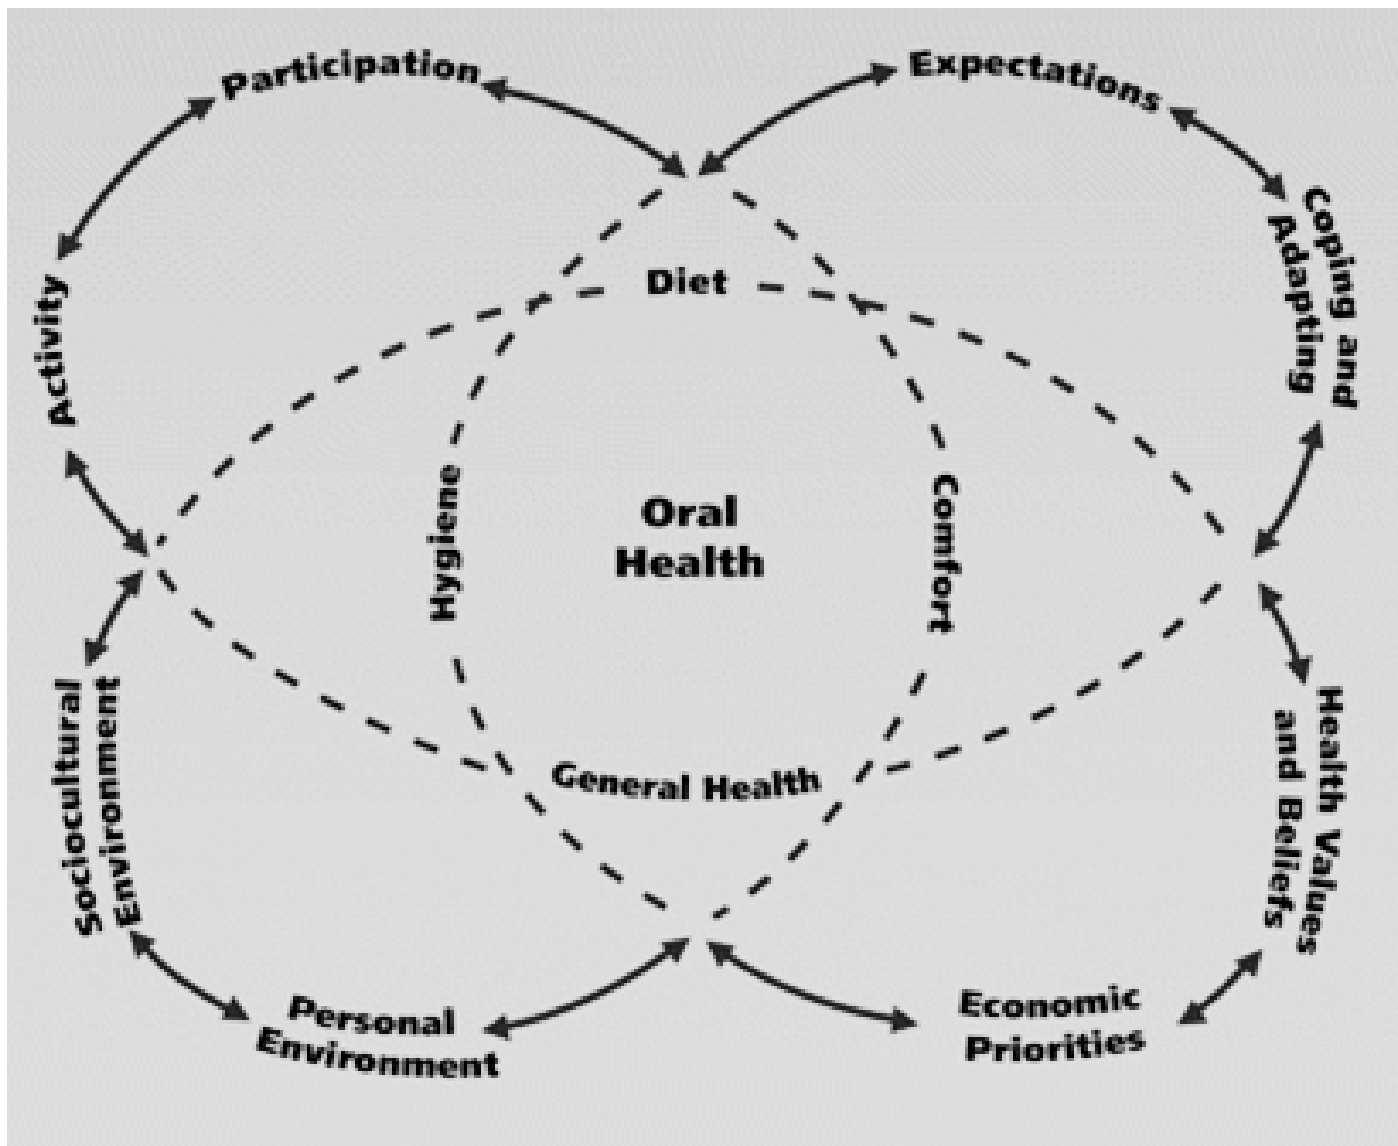 Participation
Expectations
Activity
Coping and
Adapting
Diet
Hygiene
Oral
Health
Comfort
General Health
Sociocultural
Environment
Health Values
and Beliefs
Personal
Environment
Economic
Priorities